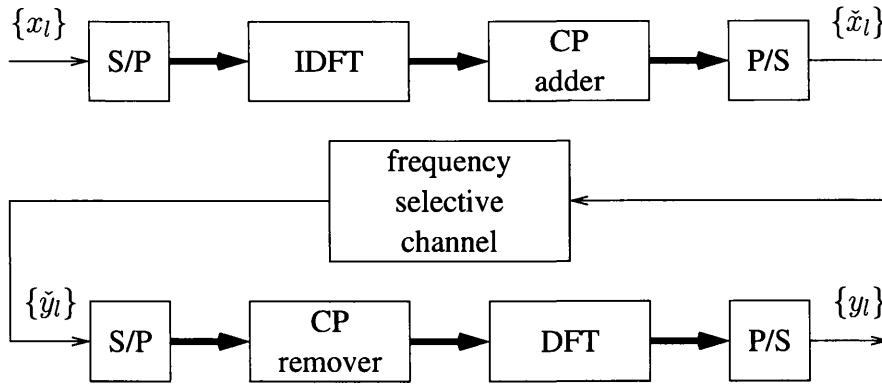 {x_l}
{x̌_l}
S/P
IDFT
CP
adder
P/S
frequency
selective
channel
{y̌_l}
{y_l}
S/P
CP
remover
DFT
P/S